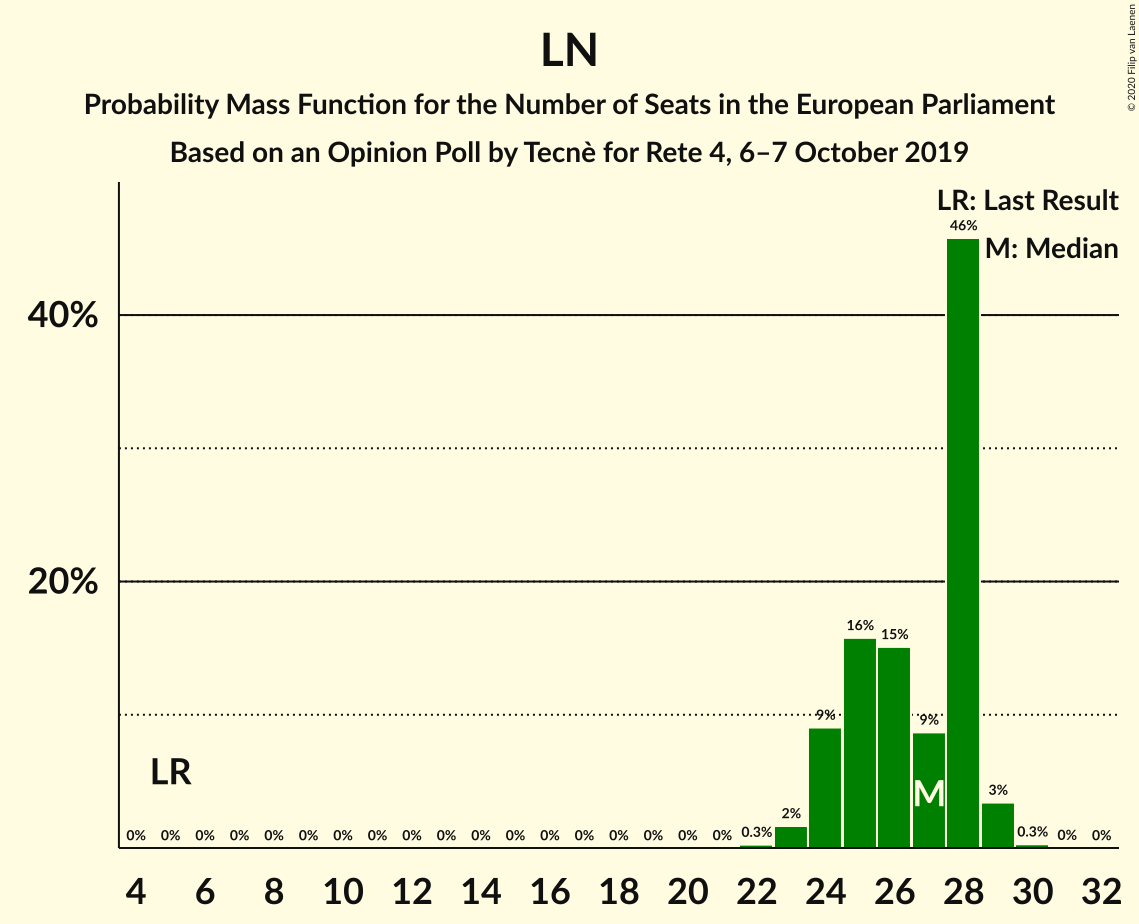 LN
Probability Mass Function for the Number of Seats in the European Parliament
Based on an Opinion Poll by Tecnè for Rete 4, 6–7 October 2019
© 2020 Filip van Laenen
LR: Last Result
M: Median
40%
20%
46%
16%
15%
9%
9%
LR
M
3%
2%
0% 0% 0% 0% 0% 0% 0% 0% 0% 0% 0% 0% 0% 0% 0% 0% 0% 0% 0.3% 0.3% 0% 0%
4 6 8 10 12 14 16 18 20 22 24 26 28 30 32